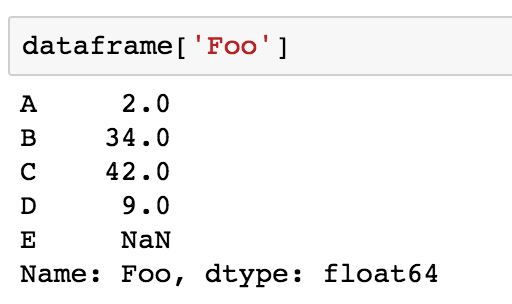 dataframe['Foo']
A     2.0
B    34.0
C    42.0
D     9.0
E     NaN
Name: Foo, dtype: float64